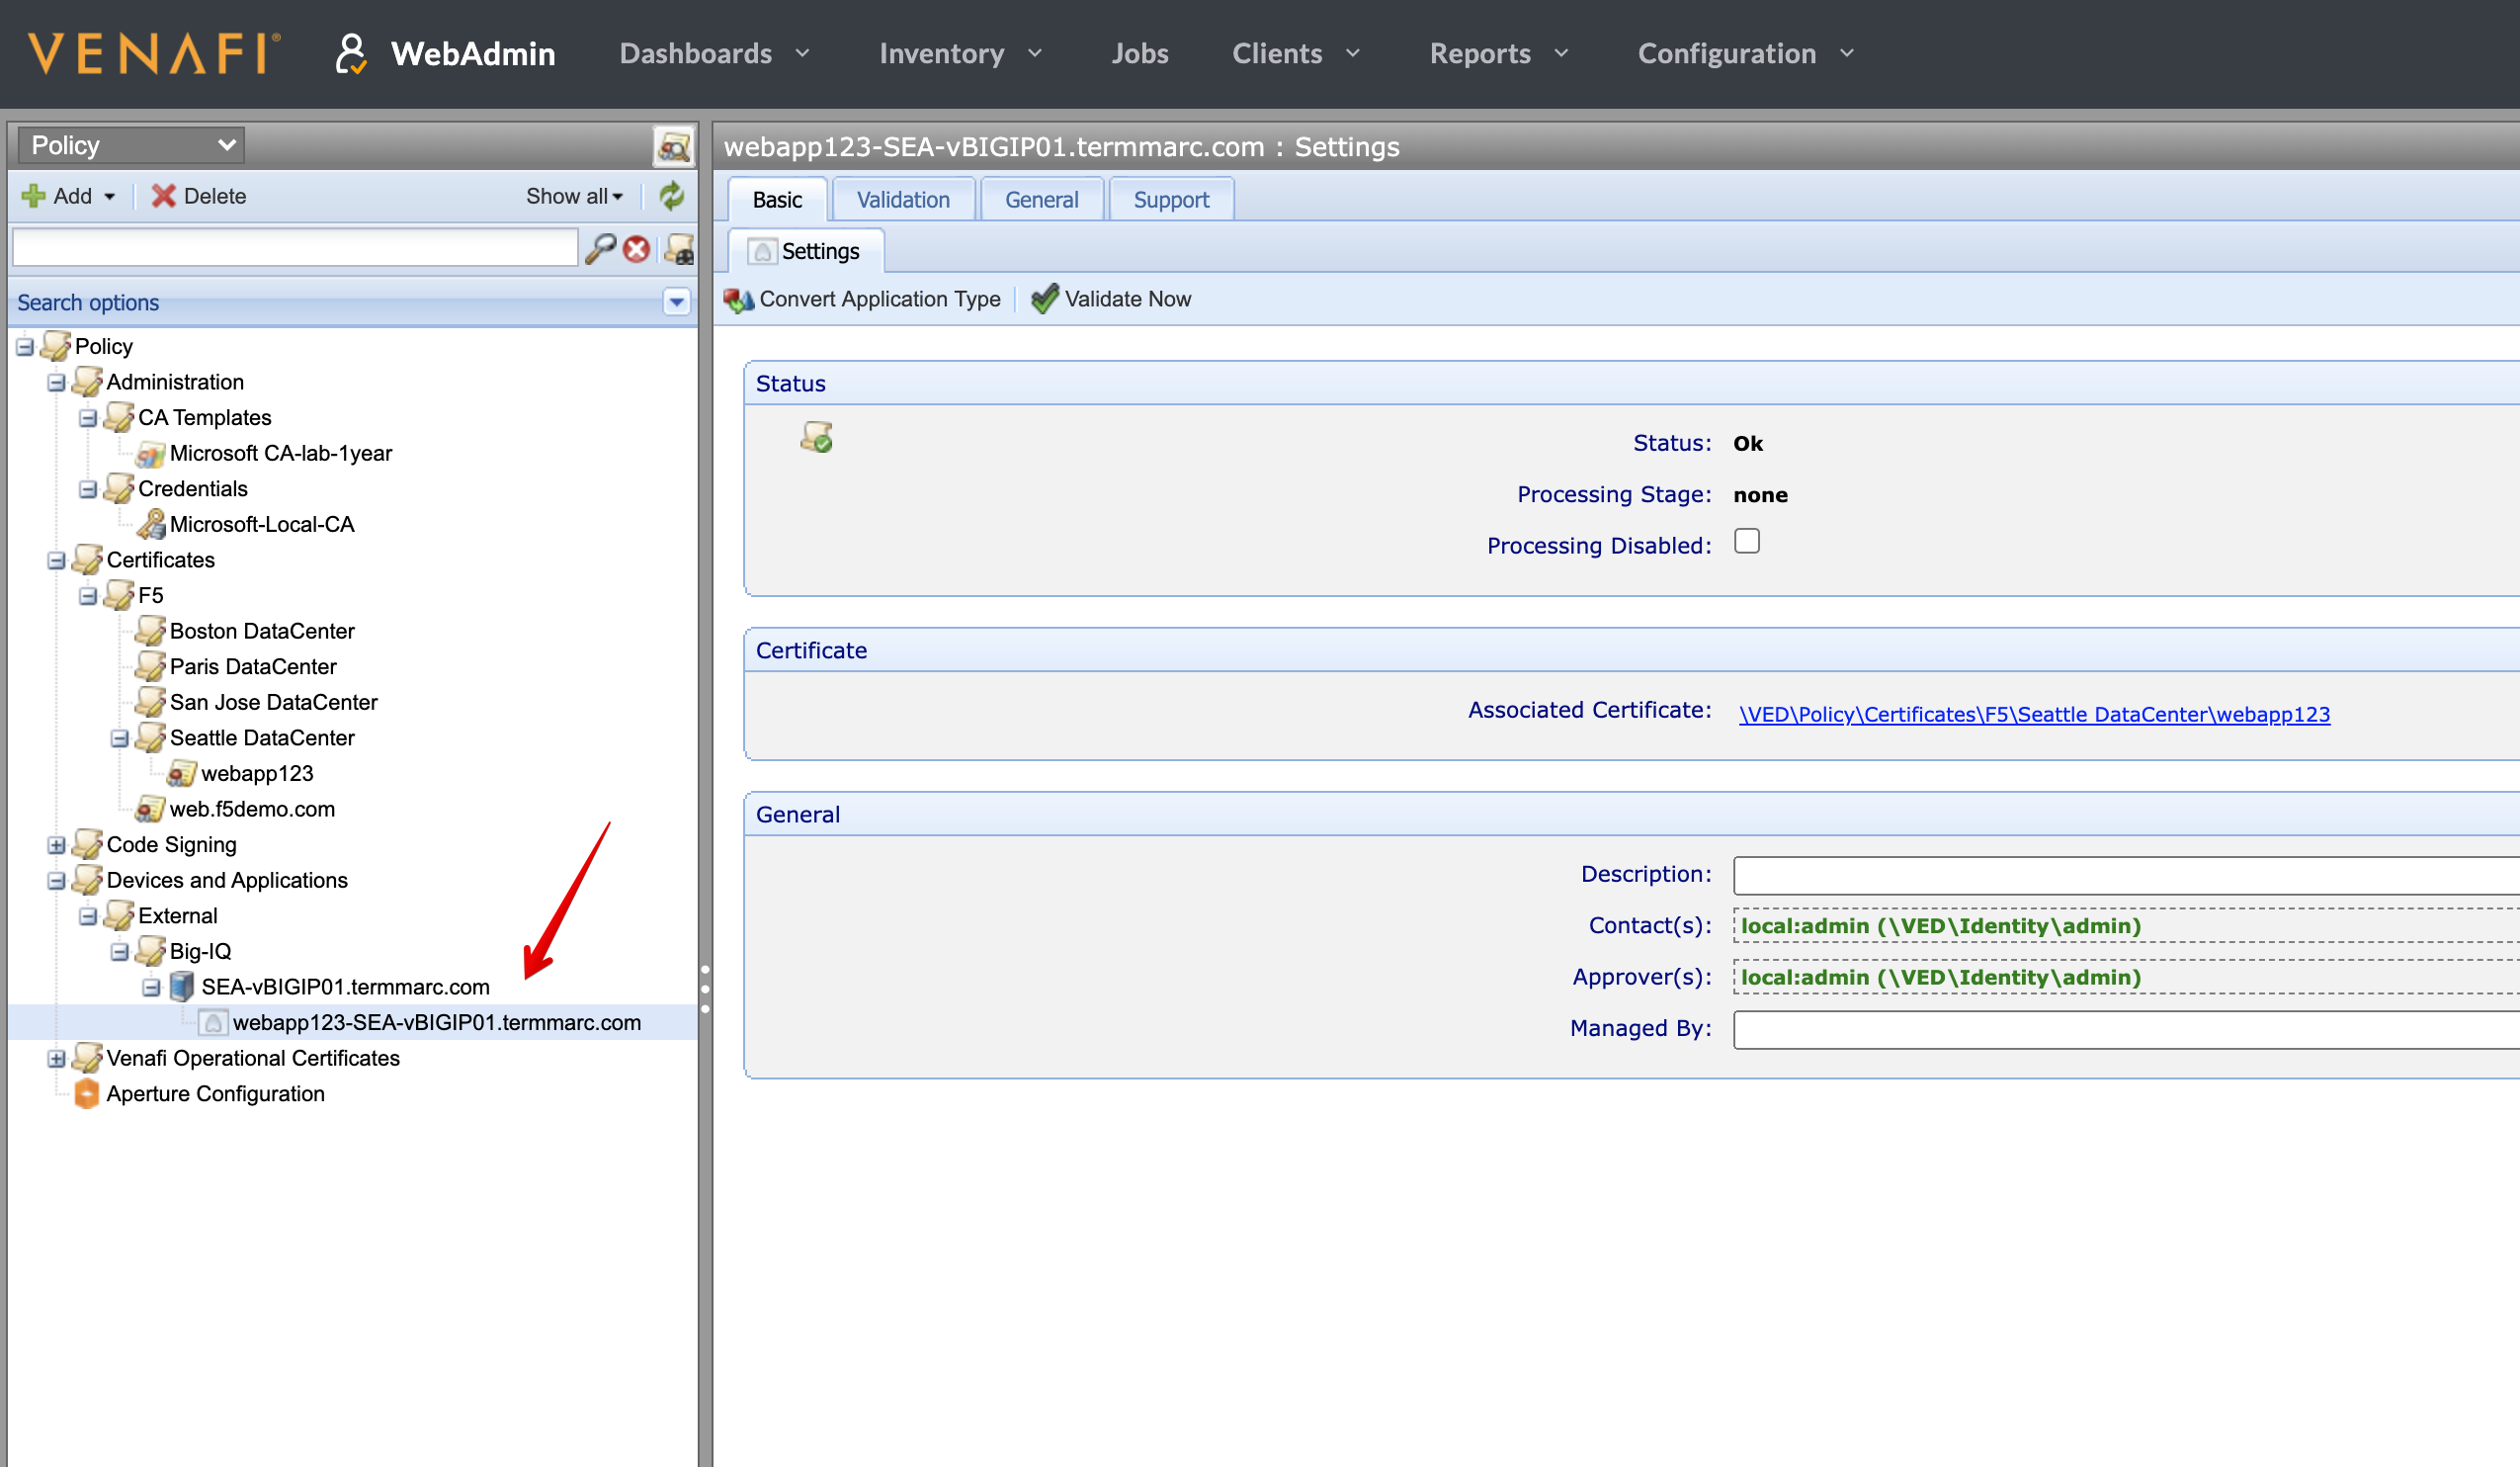 VENAFI® WebAdmin Dashboards Inventory Jobs Clients Reports Configuration
Policy
Add Delete Show all
Search options
Policy
Administration
CA Templates
Microsoft CA-lab-1year
Credentials
Microsoft-Local-CA
Certificates
F5
Boston DataCenter
Paris DataCenter
San Jose DataCenter
Seattle DataCenter
webapp123
web.f5demo.com
Code Signing
Devices and Applications
External
Big-IQ
SEA-vBIGIP01.termmarc.com
webapp123-SEA-vBIGIP01.termmarc.com
Venafi Operational Certificates
Aperture Configuration
webapp123-SEA-vBIGIP01.termmarc.com : Settings
Basic Validation General Support
Settings
Convert Application Type Validate Now
Status
Status: Ok
Processing Stage: none
Processing Disabled:
Certificate
Associated Certificate: \VED\Policy\Certificates\F5\Seattle DataCenter\webapp123
General
Description:
Contact(s): local:admin (\VED\Identity\admin)
Approver(s): local:admin (\VED\Identity\admin)
Managed By: